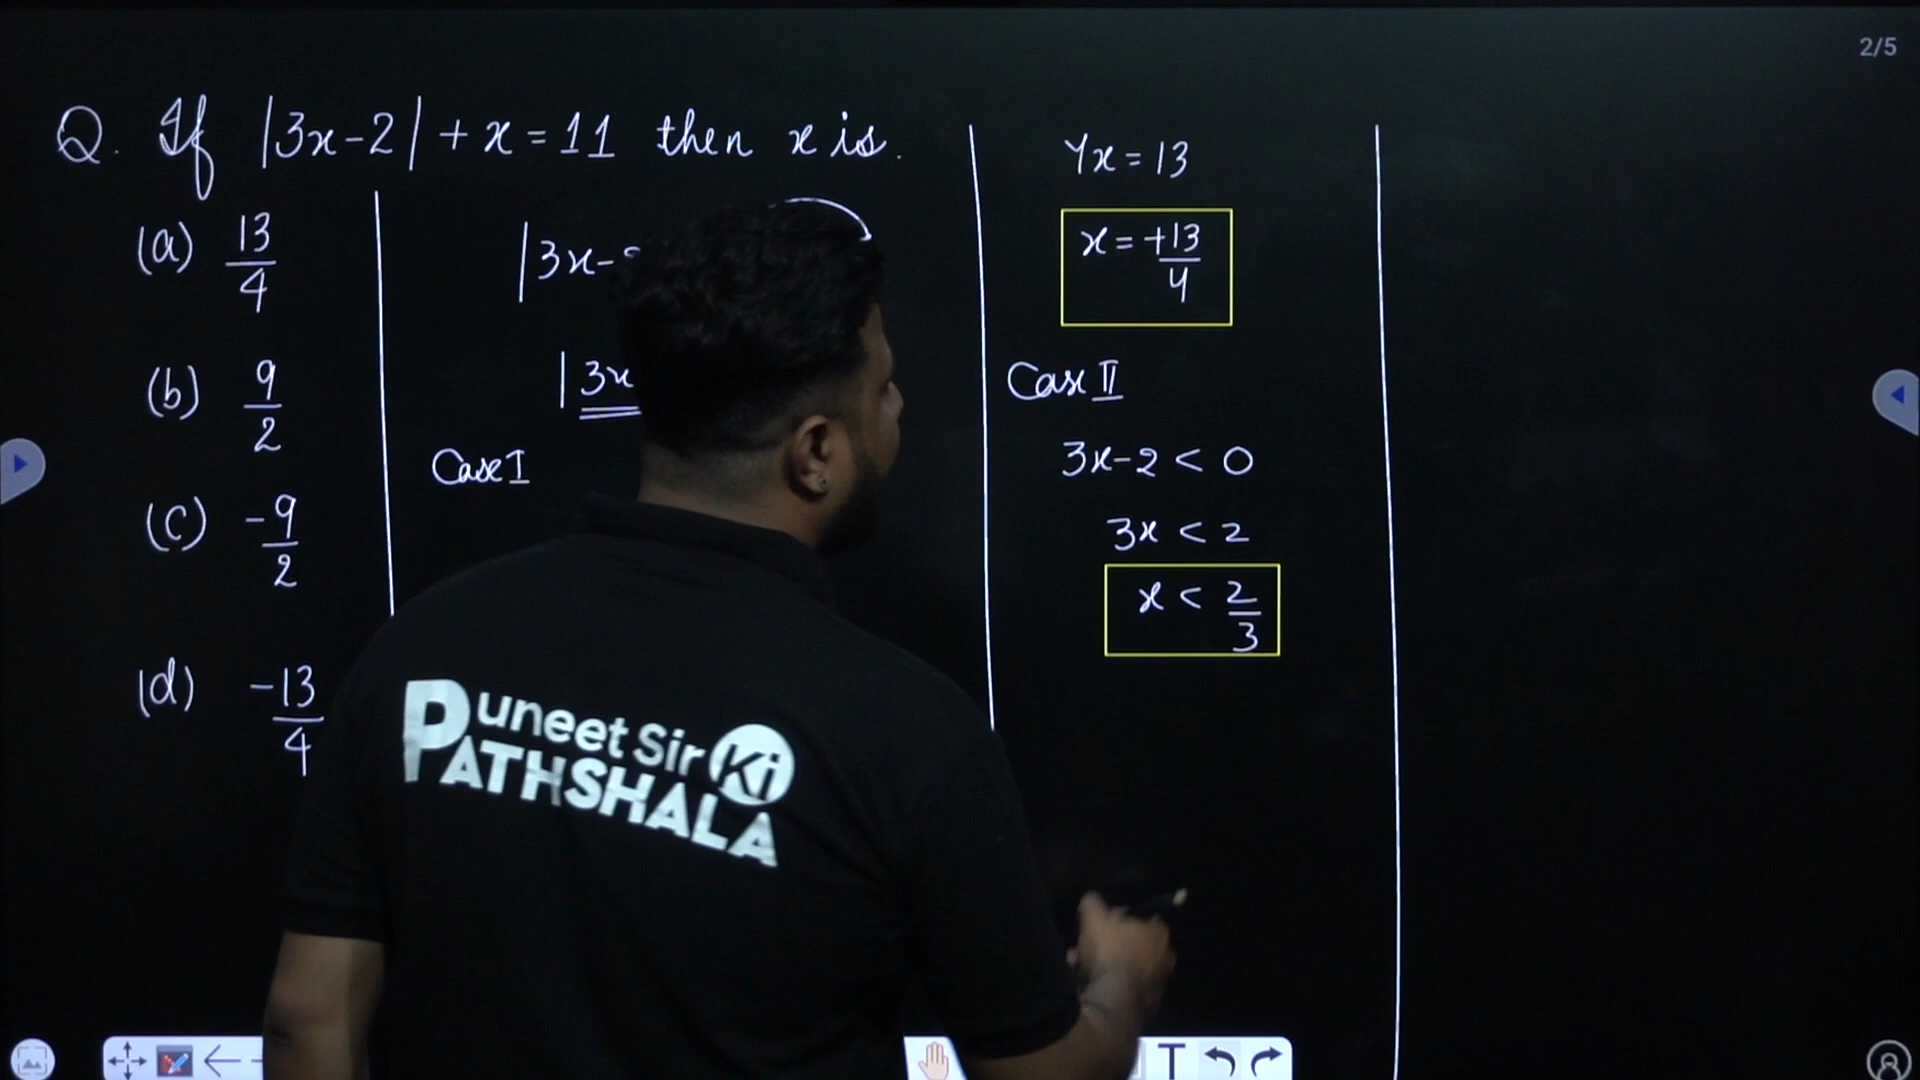 2/5
Q. If |3x-2| + x = 11 then x is.
(a) 13/4
(b) 9/2
(c) -9/2
(d) -13/4
|3x-
|3x
Case I
4x = 13
x = +13/4
Case II
3x-2 < 0
3x < 2
x < 2/3
Puneet Sir Ki
PATHSHALA
T